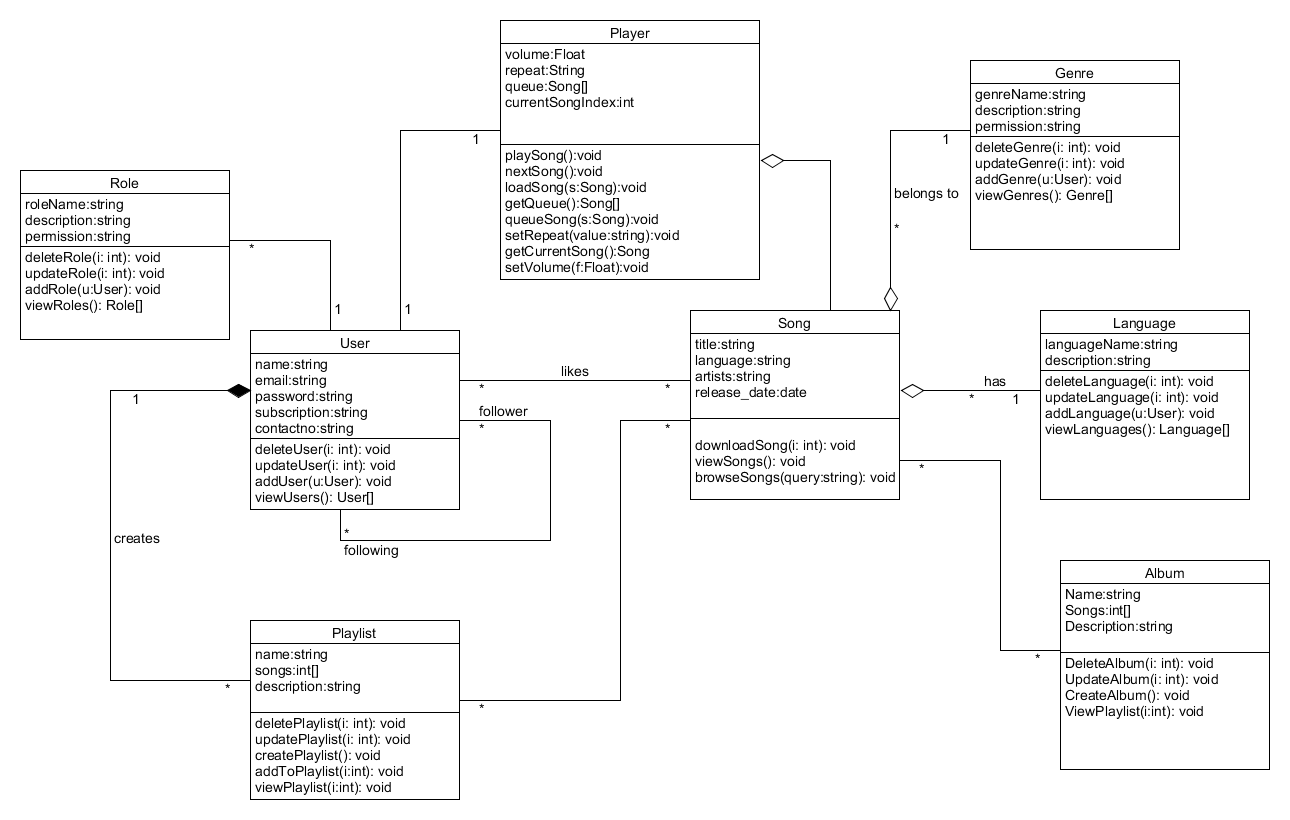 Player
volume:Float
repeat:String
queue:Song[]
currentSongIndex:int
playSong():void
nextSong():void
loadSong(s:Song):void
getQueue():Song[]
queueSong(s:Song):void
setRepeat(value:string):void
getCurrentSong():Song
setVolume(f:Float):void
1
1
Genre
genreName:string
description:string
permission:string
deleteGenre(i: int): void
updateGenre(i: int): void
addGenre(u:User): void
viewGenres(): Genre[]
1
belongs to
*
Role
roleName:string
description:string
permission:string
deleteRole(i: int): void
updateRole(i: int): void
addRole(u:User): void
viewRoles(): Role[]
*
1
User
name:string
email:string
password:string
subscription:string
contactno:string
deleteUser(i: int): void
updateUser(i: int): void
addUser(u:User): void
viewUsers(): User[]
likes
*
*
follower
*
*
following
Song
title:string
language:string
artists:string
release_date:date
downloadSong(i: int): void
viewSongs(): void
browseSongs(query:string): void
has
*
1
Language
languageName:string
description:string
deleteLanguage(i: int): void
updateLanguage(i: int): void
addLanguage(u:User): void
viewLanguages(): Language[]
1
creates
*
*
*
*
*
Playlist
name:string
songs:int[]
description:string
deletePlaylist(i: int): void
updatePlaylist(i: int): void
createPlaylist(): void
addToPlaylist(i:int): void
viewPlaylist(i:int): void
Album
Name:string
Songs:int[]
Description:string
DeleteAlbum(i: int): void
UpdateAlbum(i: int): void
CreateAlbum(): void
ViewPlaylist(i:int): void